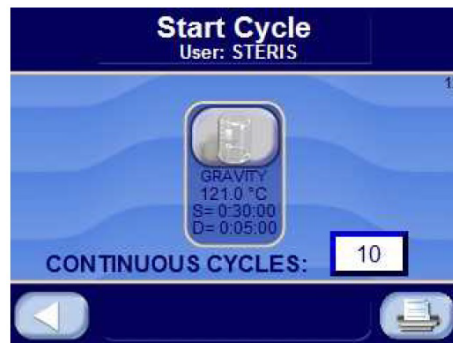 Start Cycle
User: STERIS
1
GRAVITY
121.0 °C
S= 0:30:00
D= 0:05:00
CONTINUOUS CYCLES: 10